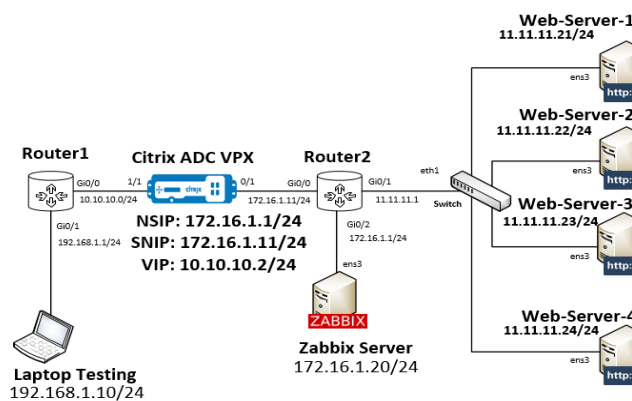 Web-Server-1
11.11.11.21/24
ens3
http:
Web-Server-2
11.11.11.22/24
ens3
http:
Router1
Citrix ADC VPX
Router2
eth1
Gi0/0
1/1
citrix
0/1
Gi0/0
Gi0/1
10.10.10.0/24
172.16.1.11/24
11.11.11.1
Switch
Web-Server-3
11.11.11.23/24
ens3
http:
Gi0/1
192.168.1.1/24
NSIP: 172.16.1.1/24
SNIP: 172.16.1.11/24
VIP: 10.10.10.2/24
Gi0/2
172.16.1.1/24
ens3
ZABBIX
Zabbix Server
172.16.1.20/24
Web-Server-4
11.11.11.24/24
ens3
http:
Laptop Testing
192.168.1.10/24